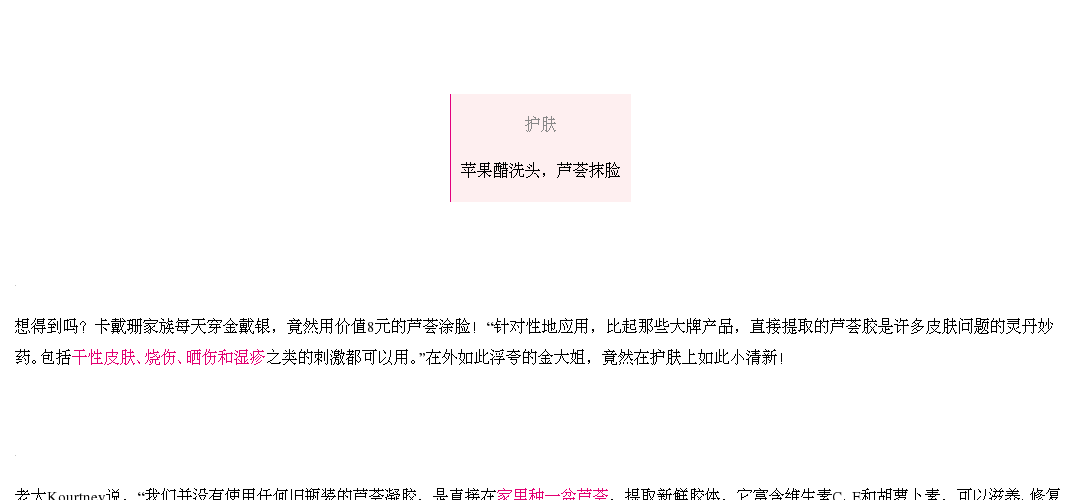 护肤
苹果醋洗头，芦荟抹脸
想得到吗？卡戴珊家族每天穿金戴银，竟然用价值8元的芦荟涂脸！“针对性地应用，比起那些大牌产品，直接提取的芦荟胶是许多皮肤问题的灵丹妙
药。包括干性皮肤、烧伤、晒伤和湿疹之类的刺激都可以用。”在外如此浮夸的金大姐，竟然在护肤上如此小清新！
老大Kourtney说，“我们并没有使用任何旧瓶装的芦荟凝胶，是直接在家里种一盆芦荟，提取新鲜胶体，它富含维生素C, E和胡萝卜素，可以滋养, 修复